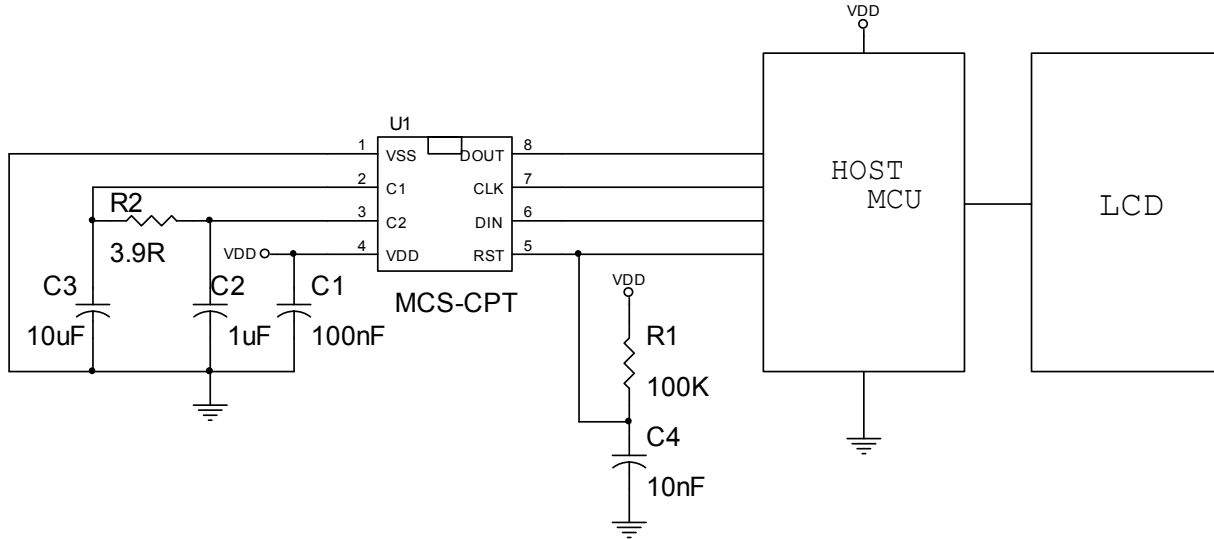 VDD
U1
1
VSS
DOUT
8
2
C1
CLK
7
HOST
MCU
LCD
R2
3
C2
DIN
6
3.9R
VDD
4
VDD
RST
5
C3
C2
C1
MCS-CPT
VDD
10uF
1uF
100nF
R1
100K
C4
10nF